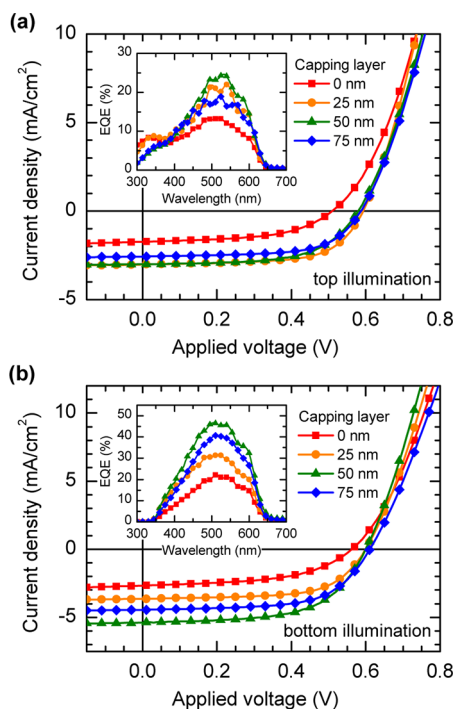 (a)
30
20
10
0
EQE (%)
300 400 500 600 700
Wavelength (nm)
Capping layer
0 nm
25 nm
50 nm
75 nm
10
5
0
-5
Current density (mA/cm²)
top illumination
0.0 0.2 0.4 0.6 0.8
Applied voltage (V)
(b)
50
40
30
20
10
0
EQE (%)
300 400 500 600 700
Wavelength (nm)
Capping layer
0 nm
25 nm
50 nm
75 nm
10
5
0
-5
Current density (mA/cm²)
bottom illumination
0.0 0.2 0.4 0.6 0.8
Applied voltage (V)